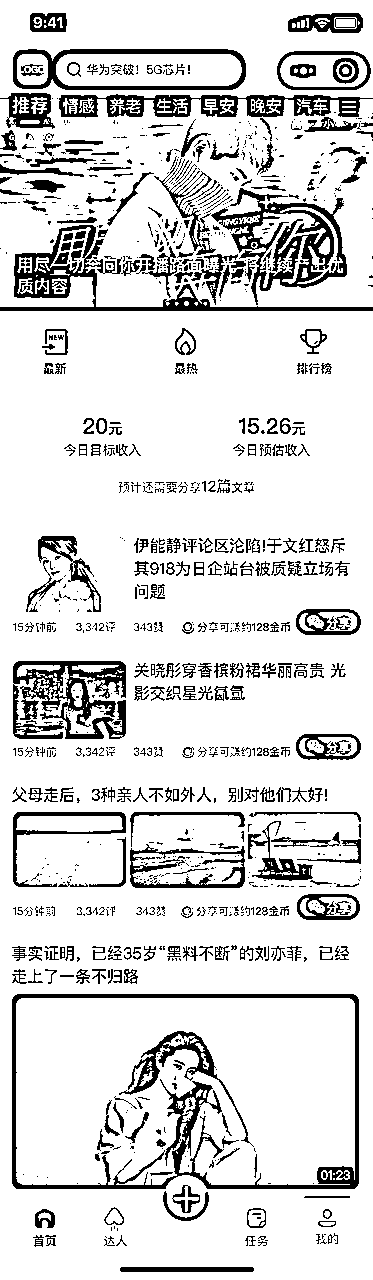 9:41
LOGO
华为突破！5G芯片！
推荐 情感 养老 生活 早安 晚安 汽车
用尽一切奔向你开播路面曝光 将继续产出优
质内容
最新 最热 排行榜
20元 15.26元
今日目标收入 今日预估收入
预计还需要分享12篇文章
伊能静评论区沦陷!于文红怒斥
其918为日企站台被质疑立场有
问题
15分钟前 3,342评 343赞 分享可赚约128金币 分享
关晓彤穿香槟粉裙华丽高贵 光
影交织星光氤氲
15分钟前 3,342评 343赞 分享可赚约128金币 分享
父母走后，3种亲人不如外人，别对他们太好!
15分钟前 3,342评 343赞 分享可赚约128金币 分享
事实证明，已经35岁“黑料不断”的刘亦菲，已经
走上了一条不归路
01:23
首页 达人 任务 我的